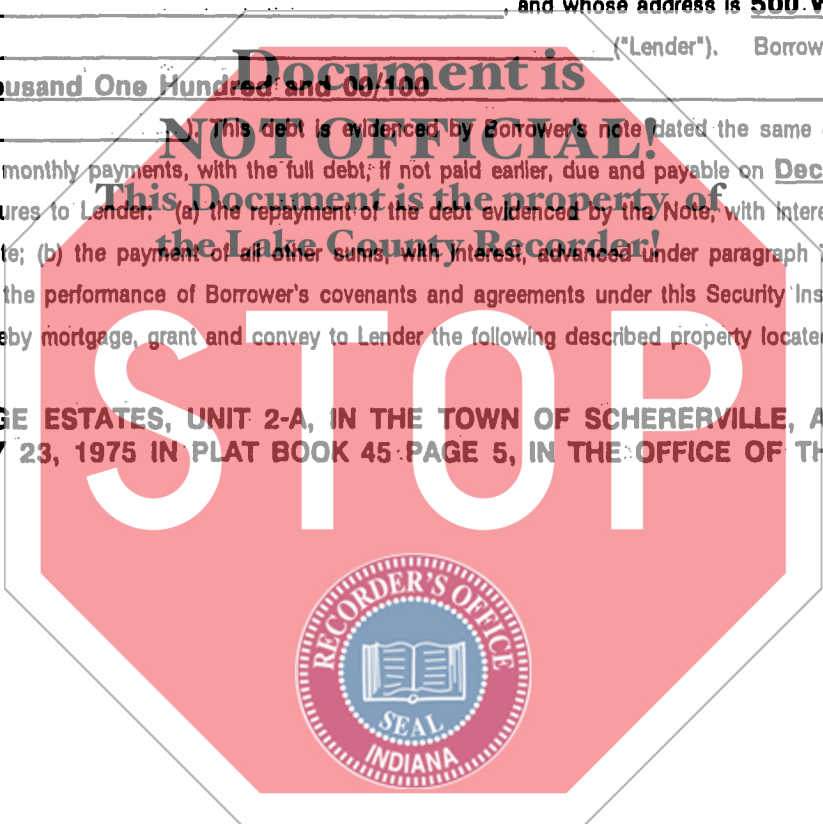 , and whose address is 500
("Lender"). Borrow
usand One Hundred and 00/100
Document is
). This debt is evidenced by Borrower's note dated the same
NOT OFFICIAL!
monthly payments, with the full debt, if not paid earlier, due and payable on Dec
This Document is the property of
ures to Lender: (a) the repayment of the debt evidenced by the Note, with intere
the Lake County Recorder!
te; (b) the payment of all other sums, with interest, advanced under paragraph
the performance of Borrower's covenants and agreements under this Security Ins
eby mortgage, grant and convey to Lender the following described property locate
STOP
GE ESTATES, UNIT 2-A, IN THE TOWN OF SCHERERVILLE, A
23, 1975 IN PLAT BOOK 45 PAGE 5, IN THE OFFICE OF TH
RECORDER'S OFFICE
SEAL
INDIANA